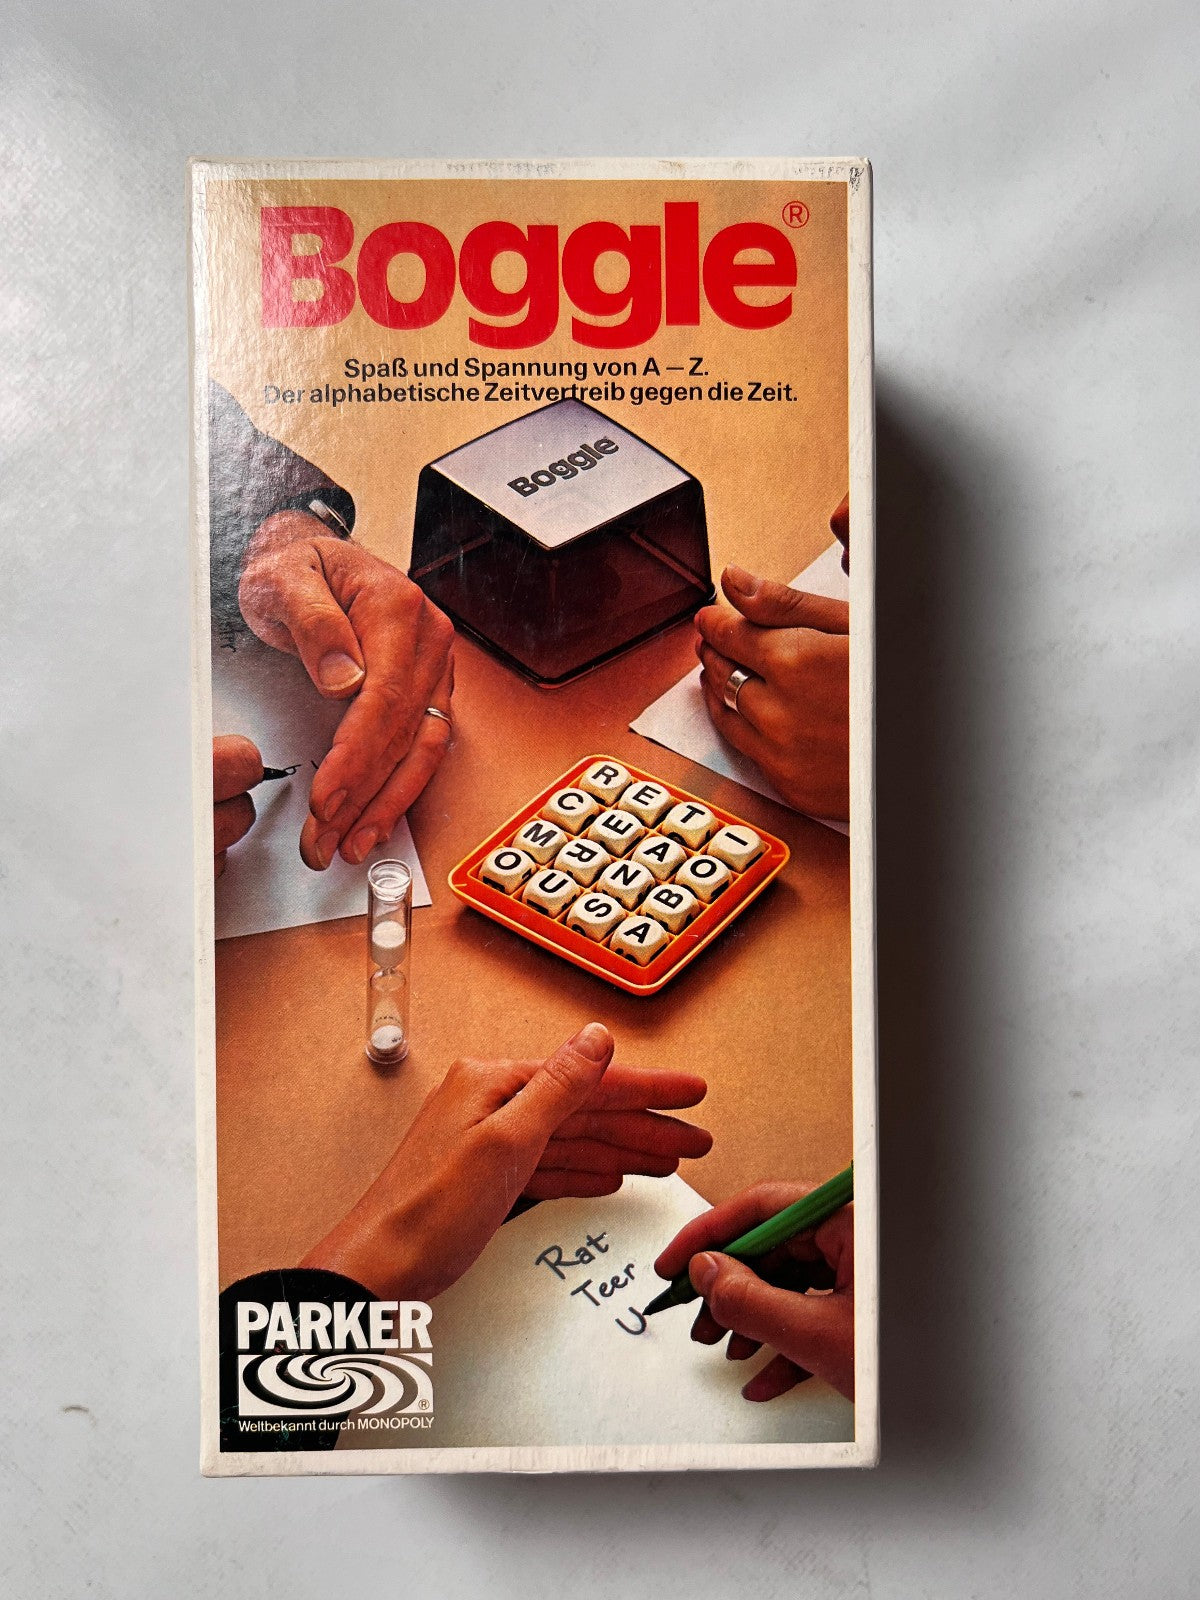 Boggle®
Spaß und Spannung von A – Z.
Der alphabetische Zeitvertreib gegen die Zeit.
Boggle
R E T I
C E A O
M R N B
O U S A
Rat
Teer
U
PARKER
®
Weltbekannt durch MONOPOLY